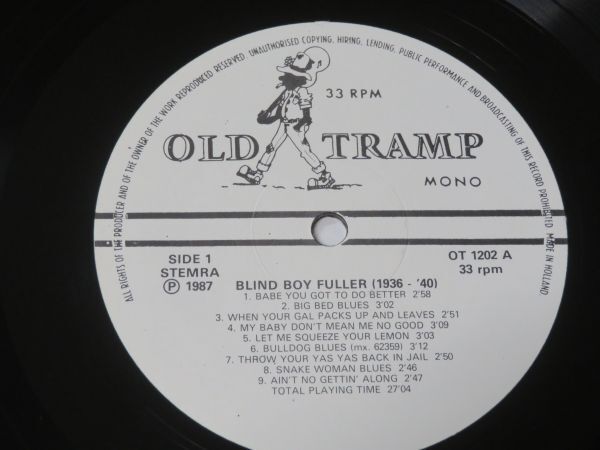 ALL RIGHTS OF THE PRODUCER AND OF THE OWNER OF THE WORK REPRODUCED RESERVED. UNAUTHORISED COPYING, HIRING, LENDING, PUBLIC PERFORMANCE AND BROADCASTING OF THIS RECORD PROHIBITED. MADE IN HOLLAND.
33 RPM
OLD TRAMP
MONO
SIDE 1
STEMRA
Ⓟ 1987
OT 1202 A
33 rpm
BLIND BOY FULLER (1936 - '40)
1. BABE YOU GOT TO DO BETTER 2'58
2. BIG BED BLUES 3'02
3. WHEN YOUR GAL PACKS UP AND LEAVES 2'51
4. MY BABY DON'T MEAN ME NO GOOD 3'09
5. LET ME SQUEEZE YOUR LEMON 3'03
6. BULLDOG BLUES (mx. 62359) 3'12
7. THROW YOUR YAS YAS BACK IN JAIL 2'50
8. SNAKE WOMAN BLUES 2'46
9. AIN'T NO GETTIN' ALONG 2'47
TOTAL PLAYING TIME 27'04